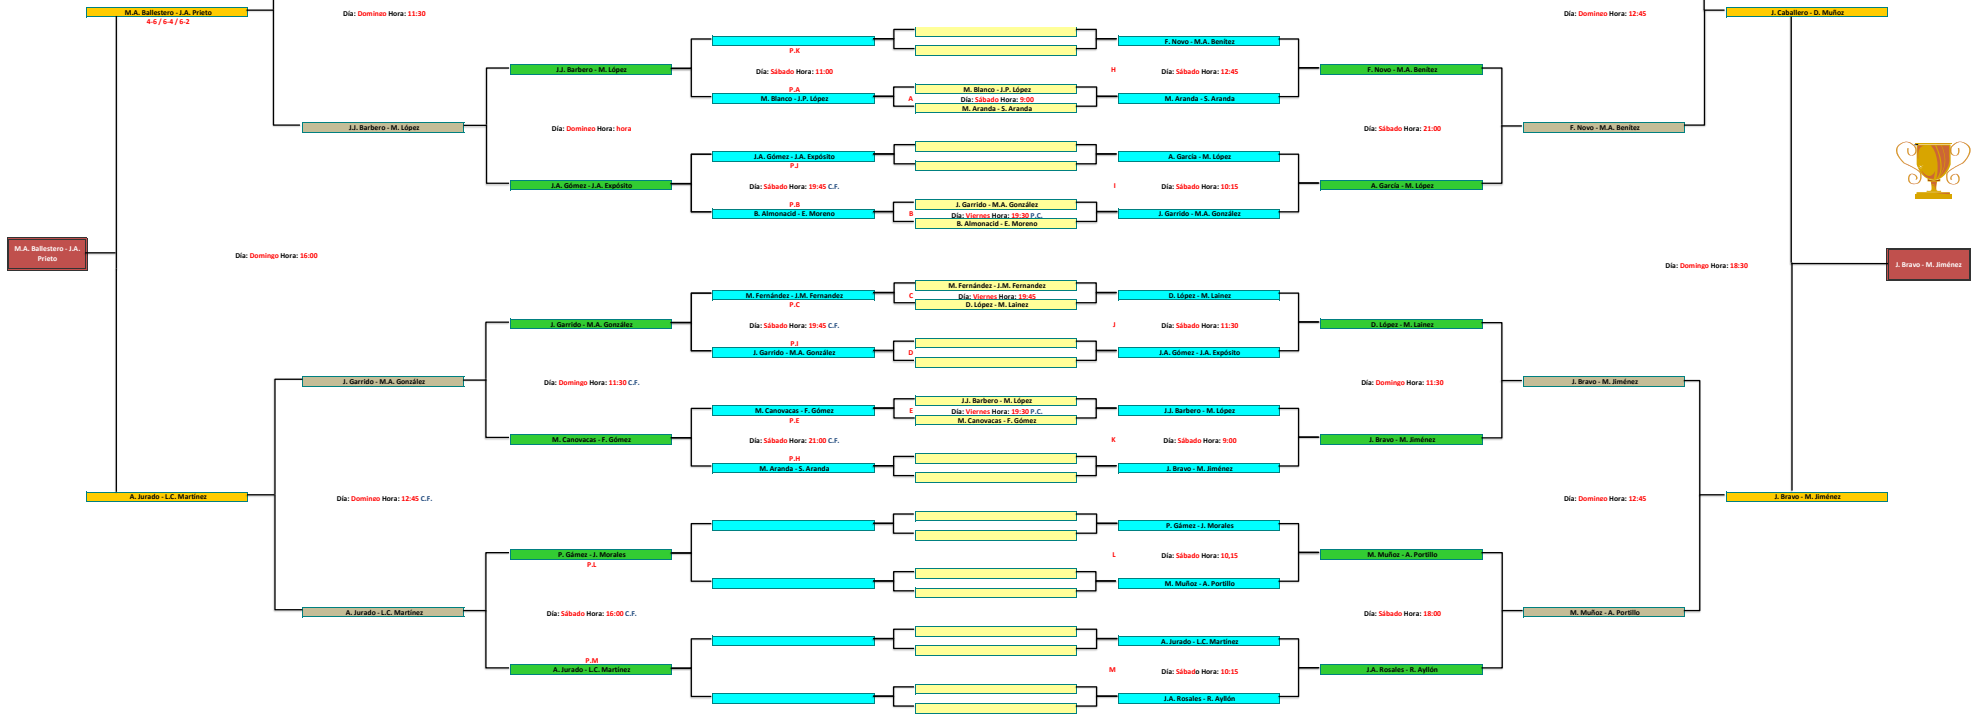 M.A. Ballestero - J.A. Prieto
4-6 / 6-4 / 6-2
Día: Domingo Hora: 11:30
Día: Domingo Hora: 12:45
J. Caballero - D. Muñoz
F. Novo - M.A. Benítez
P.K
J.J. Barbero - M. López
Día: Sábado Hora: 11:00
H
Día: Sábado Hora: 12:45
F. Novo - M.A. Benítez
P.A
M. Blanco - J.P. López
M. Blanco - J.P. López
A
Día: Sábado Hora: 9:00
M. Aranda - S. Aranda
M. Aranda - S. Aranda
J.J. Barbero - M. López
Día: Domingo Hora: hora
Día: Sábado Hora: 21:00
F. Novo - M.A. Benítez
J.A. Gómez - J.A. Expósito
P.J
A. García - M. López
J.A. Gómez - J.A. Expósito
Día: Sábado Hora: 19:45 C.F.
I
Día: Sábado Hora: 10:15
A. García - M. López
P.B
B. Almonacid - E. Moreno
J. Garrido - M.A. González
B
Día: Viernes Hora: 19:30 P.C.
B. Almonacid - E. Moreno
J. Garrido - M.A. González
M.A. Ballestero - J.A.
Prieto
Día: Domingo Hora: 16:00
Día: Domingo Hora: 18:30
J. Bravo - M. Jiménez
M. Fernández - J.M. Fernandez
P.C
M. Fernández - J.M. Fernandez
C
Día: Viernes Hora: 19:45
D. López - M. Lainez
D. López - M. Lainez
J. Garrido - M.A. González
Día: Sábado Hora: 19:45 C.F.
J
Día: Sábado Hora: 11:30
D. López - M. Lainez
P.I
J. Garrido - M.A. González
D
J.A. Gómez - J.A. Expósito
J. Garrido - M.A. González
Día: Domingo Hora: 11:30 C.F.
Día: Domingo Hora: 11:30
J. Bravo - M. Jiménez
M. Canovacas - F. Gómez
P.E
J.J. Barbero - M. López
E
Día: Viernes Hora: 19:30 P.C.
M. Canovacas - F. Gómez
J.J. Barbero - M. López
M. Canovacas - F. Gómez
Día: Sábado Hora: 21:00 C.F.
K
Día: Sábado Hora: 9:00
J. Bravo - M. Jiménez
P.H
M. Aranda - S. Aranda
J. Bravo - M. Jiménez
A. Jurado - L.C. Martínez
Día: Domingo Hora: 12:45 C.F.
Día: Domingo Hora: 12:45
J. Bravo - M. Jiménez
P. Gámez - J. Morales
P. Gámez - J. Morales
P.L
L
Día: Sábado Hora: 10,15
M. Muñoz - A. Portillo
M. Muñoz - A. Portillo
A. Jurado - L.C. Martínez
Día: Sábado Hora: 16:00 C.F.
Día: Sábado Hora: 18:00
M. Muñoz - A. Portillo
A. Jurado - L.C. Martínez
P.M
A. Jurado - L.C. Martínez
M
Día: Sábado Hora: 10:15
J.A. Rosales - R. Ayllón
J.A. Rosales - R. Ayllón